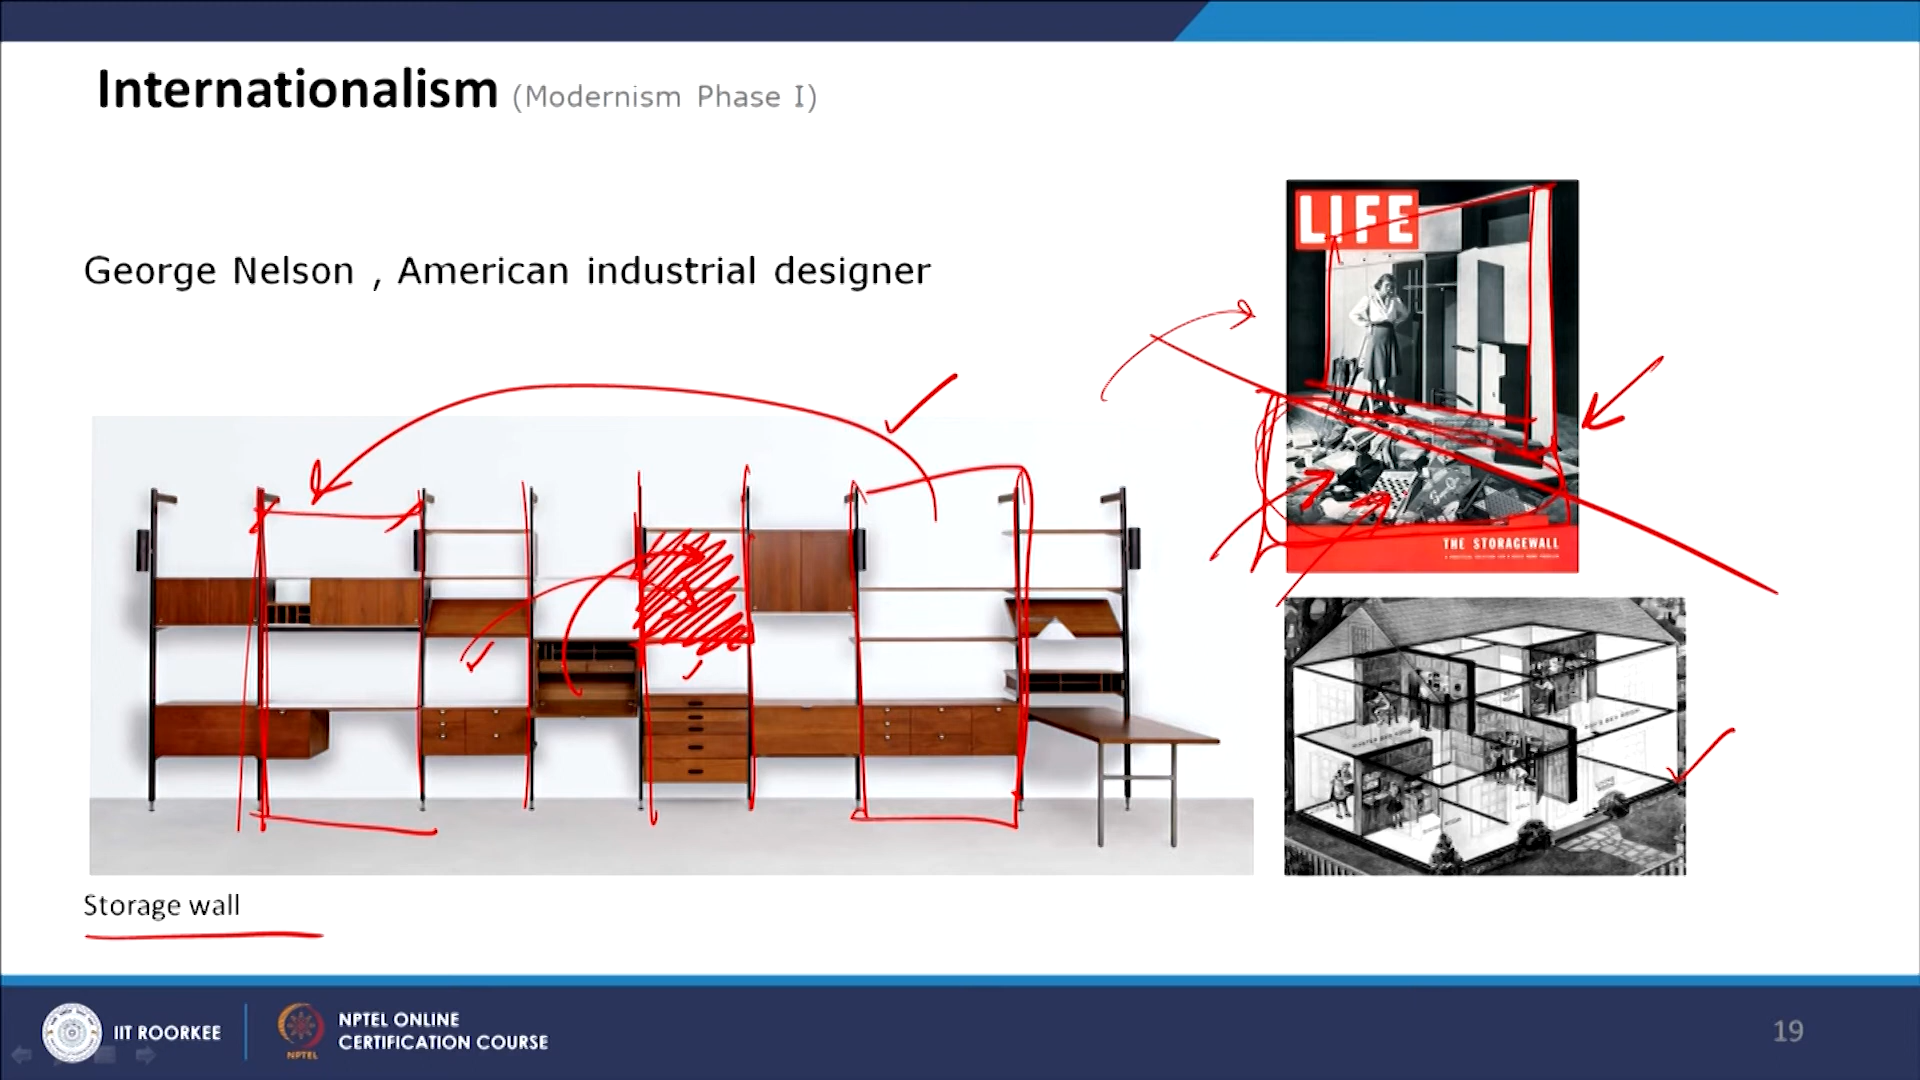 Internationalism (Modernism Phase I)
George Nelson , American industrial designer
LIFE
THE STORAGEWALL
Storage wall
IIT ROORKEE
NPTEL
NPTEL ONLINE
CERTIFICATION COURSE
19